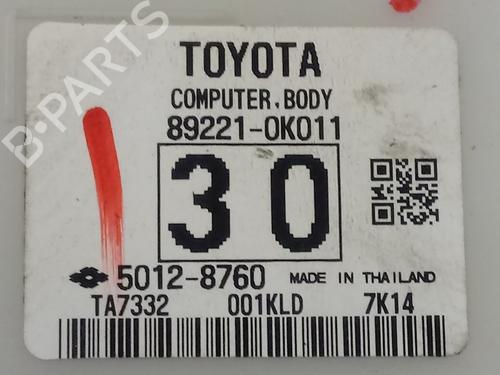 B-PARTS
TOYOTA
COMPUTER, BODY
89221-0K011
30
5012-8760 MADE IN THAILAND
TA7332 001KLD 7K14